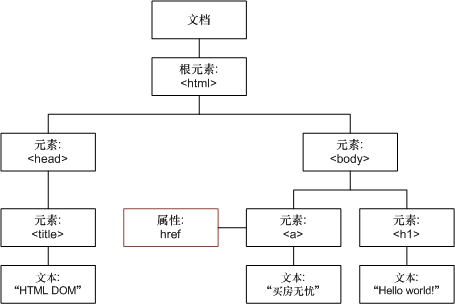 文档
根元素:
<html>
元素:
<head>
元素:
<body>
元素:
<title>
属性:
href
元素:
<a>
元素:
<h1>
文本:
“HTML DOM”
文本:
“买房无忧”
文本:
“Hello world!”